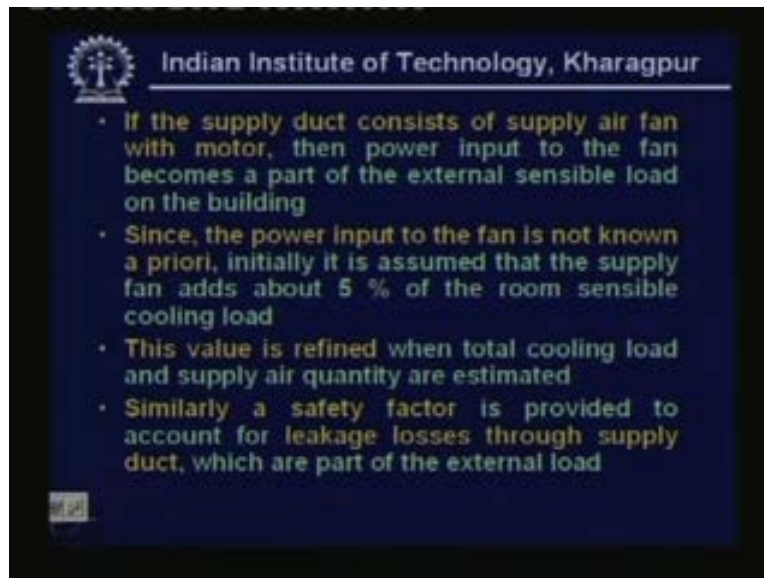 Indian Institute of Technology, Kharagpur
• If the supply duct consists of supply air fan
with motor, then power input to the fan
becomes a part of the external sensible load
on the building
• Since, the power input to the fan is not known
a priori, initially it is assumed that the supply
fan adds about 5 % of the room sensible
cooling load
• This value is refined when total cooling load
and supply air quantity are estimated
• Similarly a safety factor is provided to
account for leakage losses through supply
duct, which are part of the external load